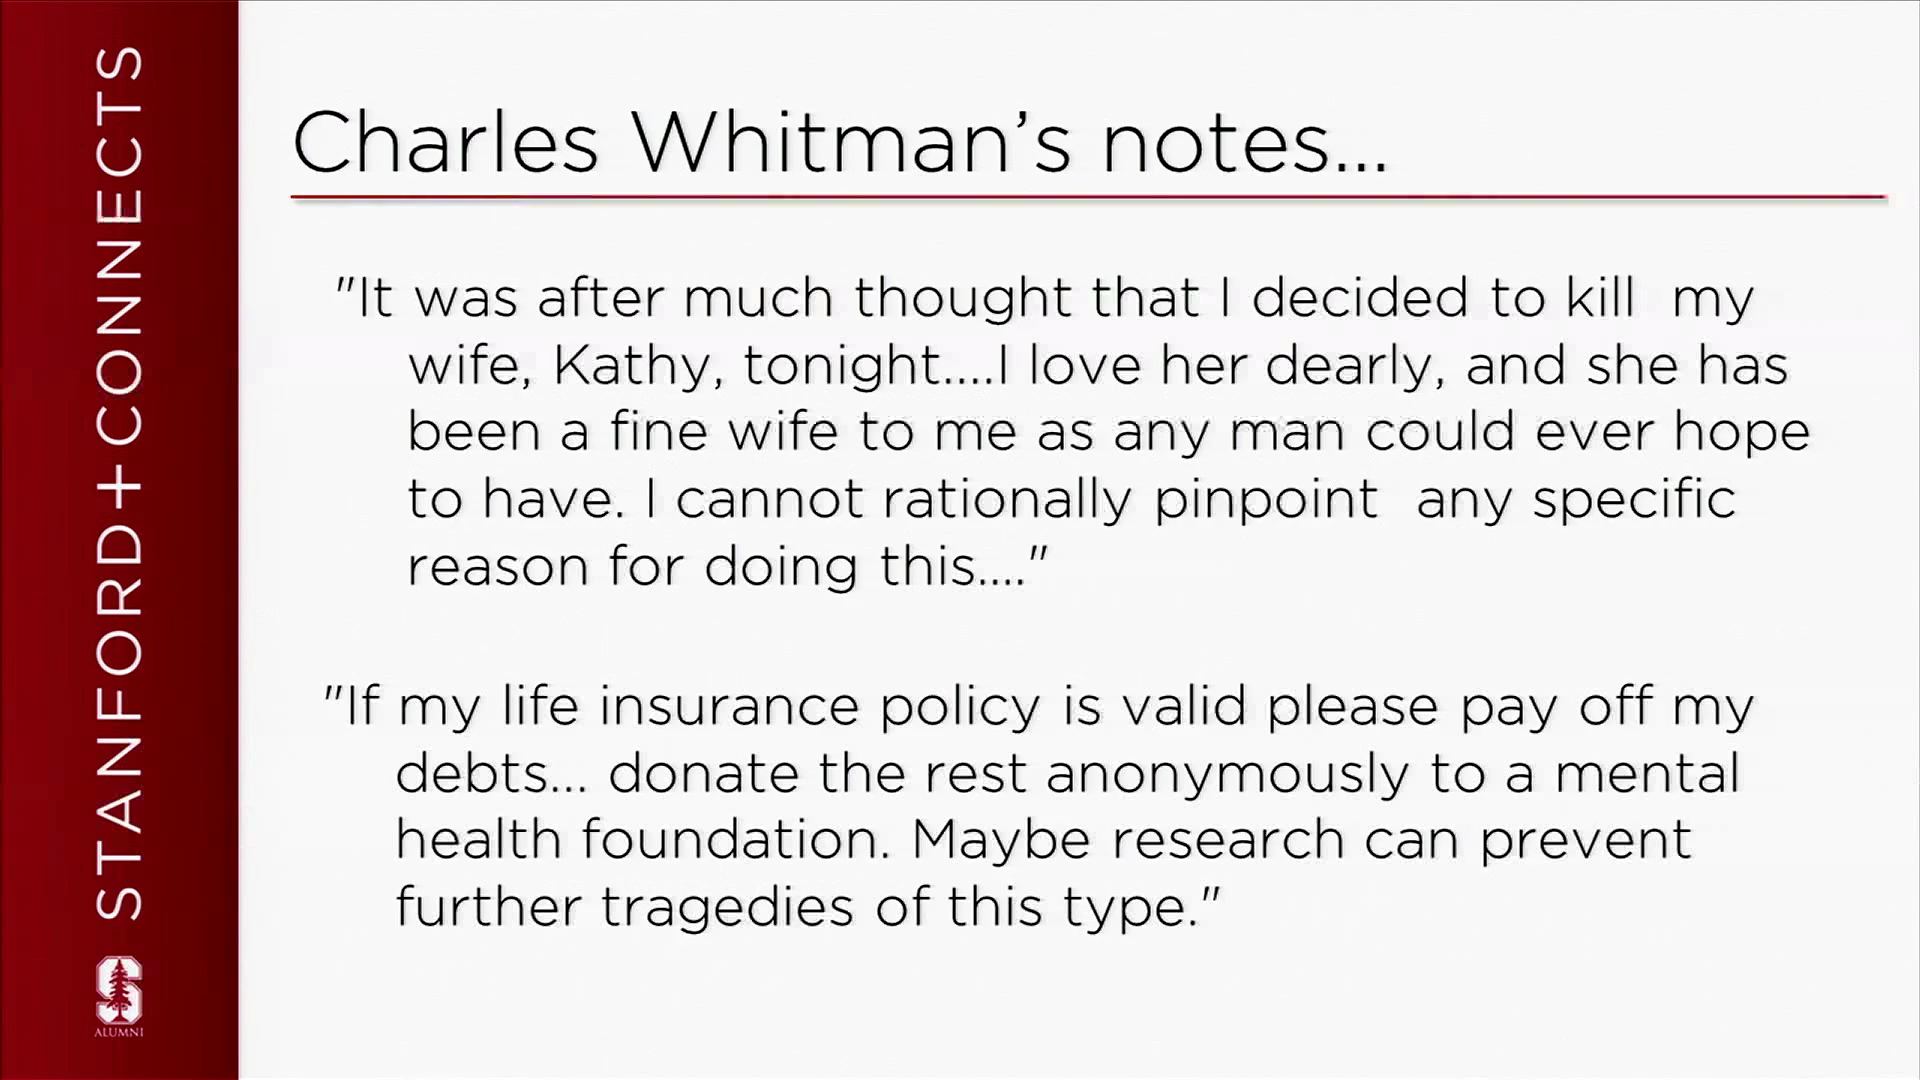 STANFORD+CONNECTS
ALUMNI
Charles Whitman’s notes...
"It was after much thought that I decided to kill  my
wife, Kathy, tonight....I love her dearly, and she has
been a fine wife to me as any man could ever hope
to have. I cannot rationally pinpoint  any specific
reason for doing this...."
"If my life insurance policy is valid please pay off my
debts... donate the rest anonymously to a mental
health foundation. Maybe research can prevent
further tragedies of this type."